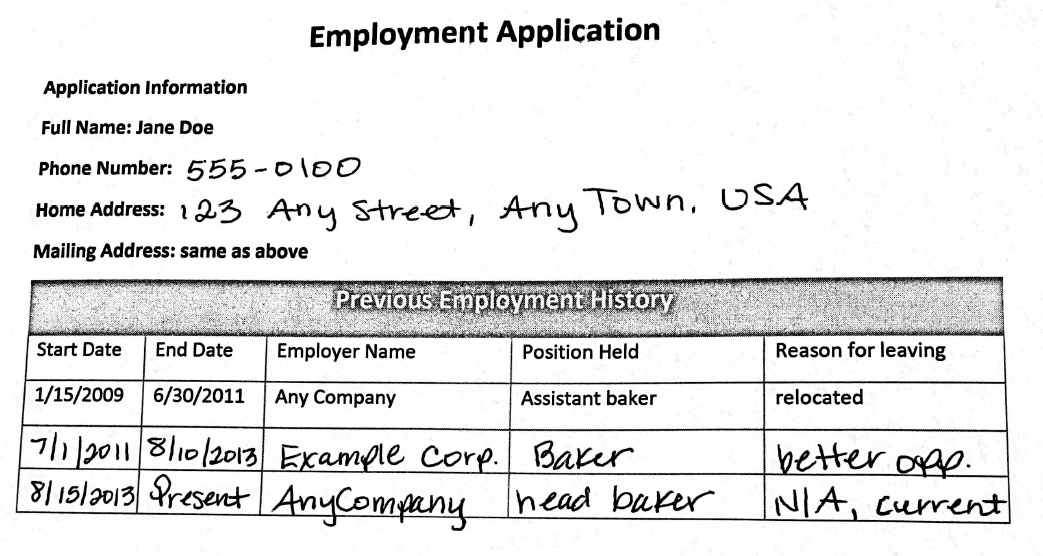 Employment Application
Application Information
Full Name: Jane Doe
Phone Number: 555-0100
Home Address: 123 Any Street, Any Town, USA
Mailing Address: same as above
Previous Employment History
Start Date End Date Employer Name Position Held Reason for leaving
1/15/2009 6/30/2011 Any Company Assistant baker relocated
7/1/2011 8/10/2013 Example Corp. Baker better opp.
8/15/2013 Present AnyCompany head baker N/A, current